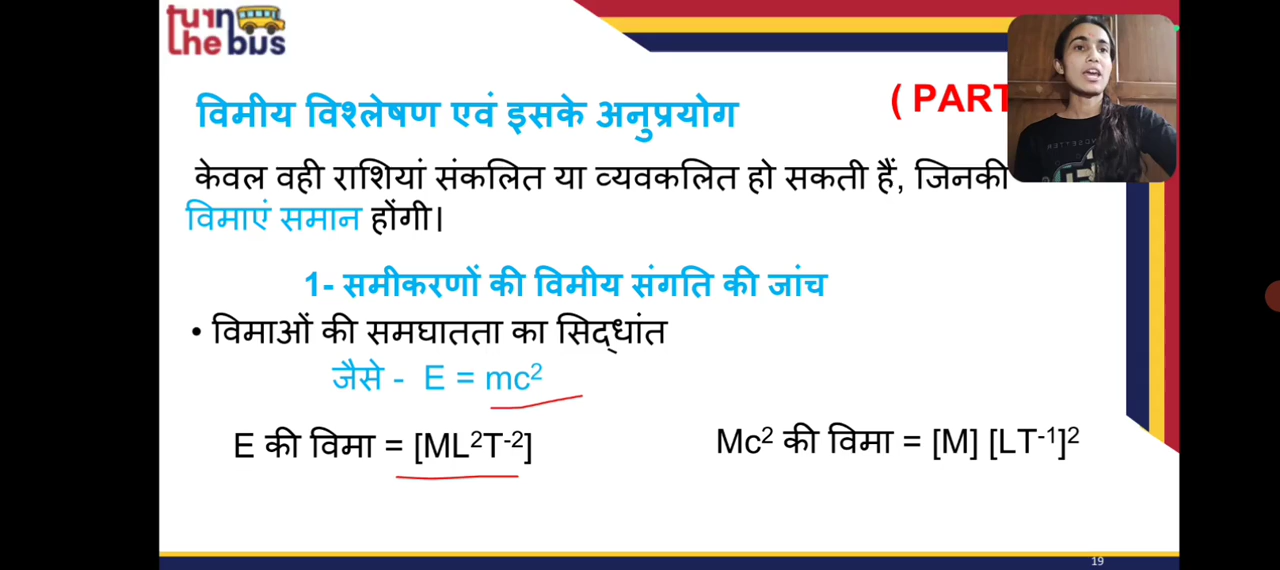 turn
the bus
विमीय विश्लेषण एवं इसके अनुप्रयोग
( PART
केवल वही राशियां संकलित या व्यवकलित हो सकती हैं, जिनकी
विमाएं समान होंगी।
1- समीकरणों की विमीय संगति की जांच
• विमाओं की समघातता का सिद्धांत
जैसे - E = mc²
E की विमा = [ML²T⁻²]
Mc² की विमा = [M] [LT⁻¹]²
19